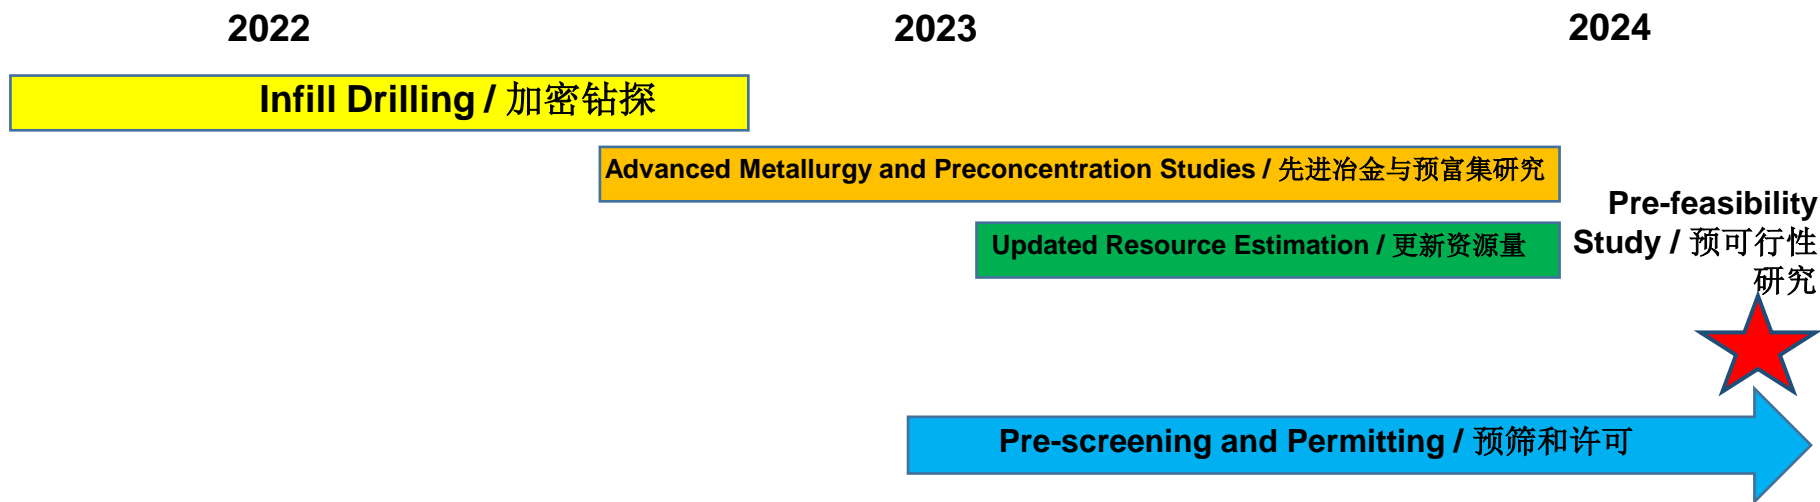 2022
2023
2024
Infill Drilling / 加密钻探
Advanced Metallurgy and Preconcentration Studies / 先进冶金与预富集研究
Pre-feasibility
Study / 预可行性
研究
Updated Resource Estimation / 更新资源量
Pre-screening and Permitting / 预筛和许可